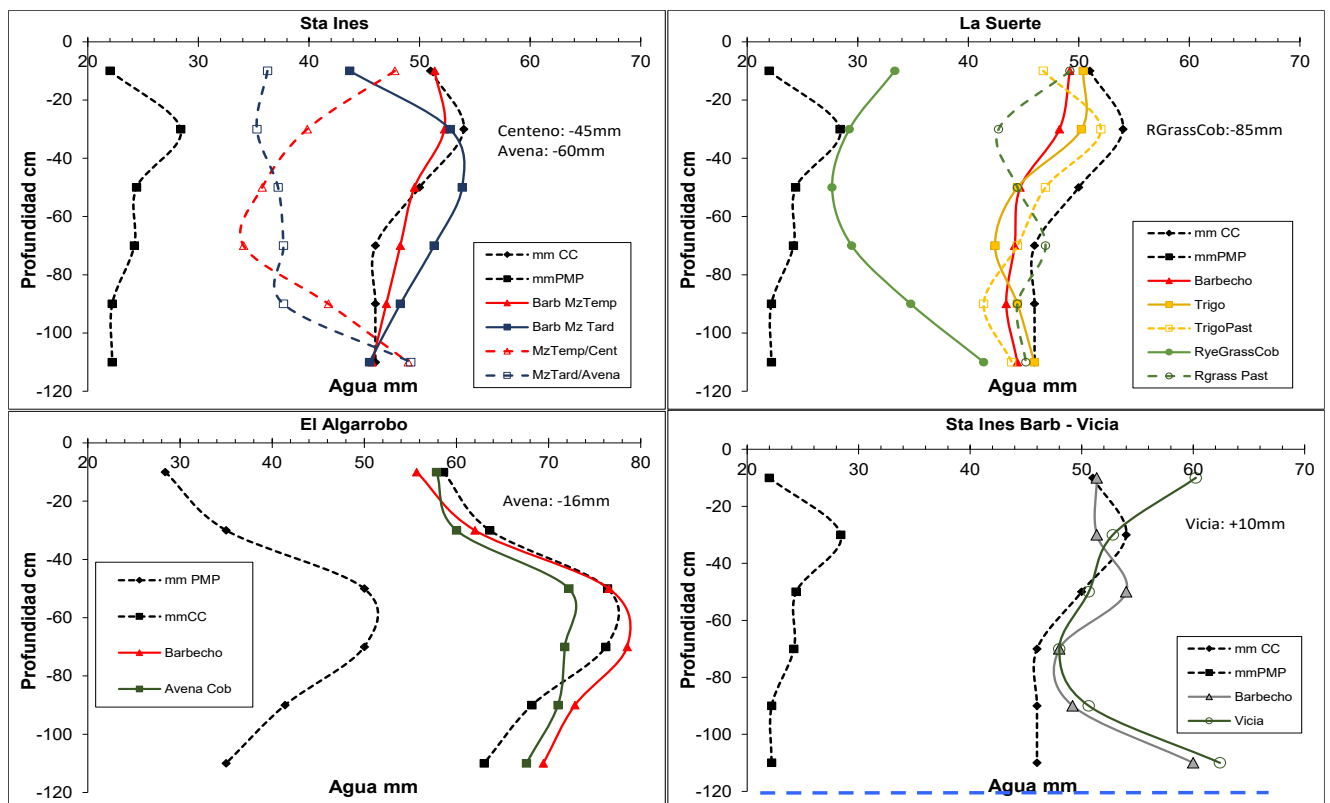 Sta Ines
20 30 40 50 60 70
0
-20
-40
-60
-80
-100
-120
Profundidad cm
Centeno: -45mm
Avena: -60mm
mm CC
mmPMP
Barb MzTemp
Barb Mz Tard
MzTemp/Cent
MzTard/Avena
Agua mm
La Suerte
20 30 40 50 60 70
0
-20
-40
-60
-80
-100
-120
Profundidad cm
RGrassCob:-85mm
mm CC
mmPMP
Barbecho
Trigo
TrigoPast
RyeGrassCob
Rgrass Past
Agua mm
El Algarrobo
20 30 40 50 60 70 80
0
-20
-40
-60
-80
-100
-120
Profundidad cm
Avena: -16mm
mm PMP
mmCC
Barbecho
Avena Cob
Agua mm
Sta Ines Barb - Vicia
20 30 40 50 60 70
0
-20
-40
-60
-80
-100
-120
Profundidad cm
Vicia: +10mm
mm CC
mmPMP
Barbecho
Vicia
Agua mm